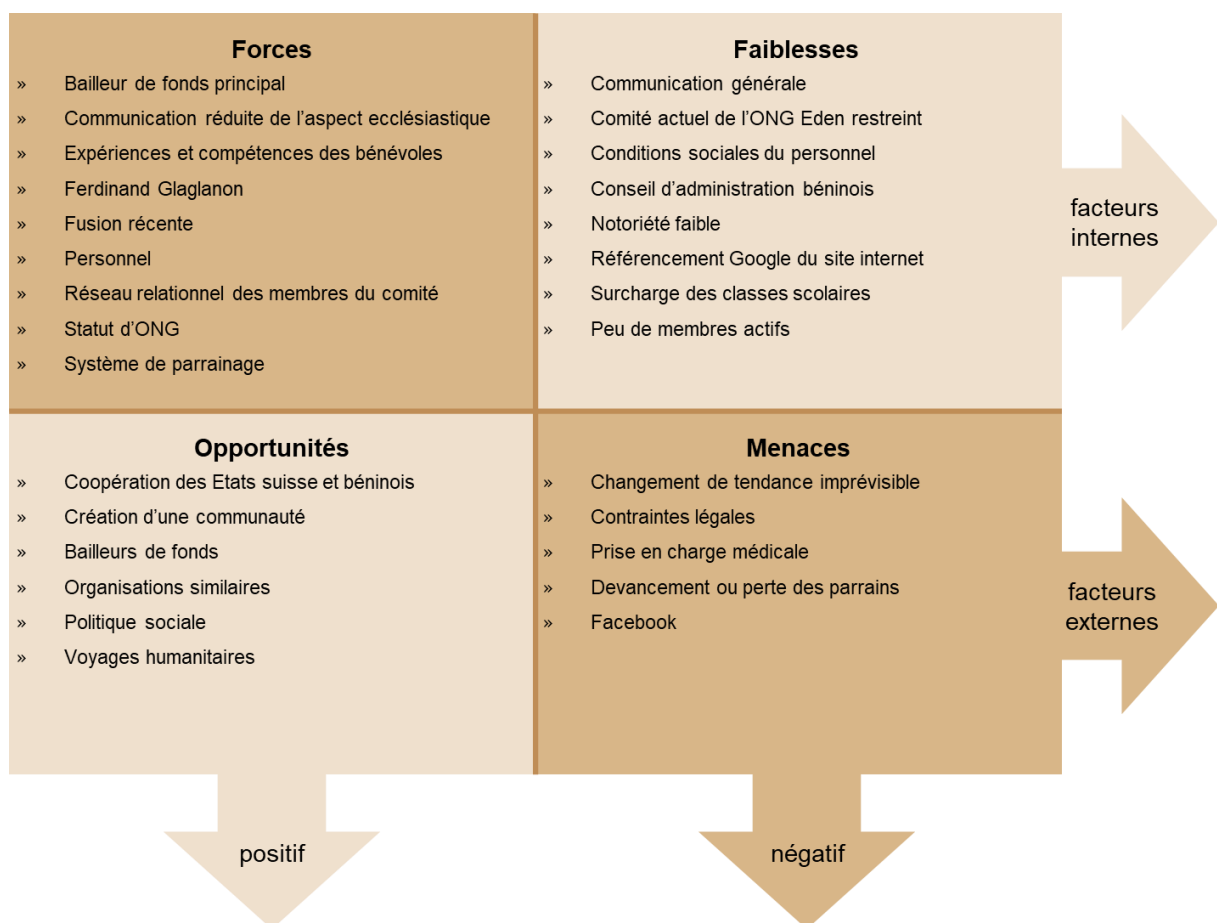 Forces
» Bailleur de fonds principal
» Communication réduite de l'aspect ecclésiastique
» Expériences et compétences des bénévoles
» Ferdinand Glaglanon
» Fusion récente
» Personnel
» Réseau relationnel des membres du comité
» Statut d'ONG
» Système de parrainage
Faiblesses
» Communication générale
» Comité actuel de l'ONG Eden restreint
» Conditions sociales du personnel
» Conseil d'administration béninois
» Notoriété faible
» Référencement Google du site internet
» Surcharge des classes scolaires
» Peu de membres actifs
facteurs
internes
Opportunités
» Coopération des Etats suisse et béninois
» Création d'une communauté
» Bailleurs de fonds
» Organisations similaires
» Politique sociale
» Voyages humanitaires
Menaces
» Changement de tendance imprévisible
» Contraintes légales
» Prise en charge médicale
» Devancement ou perte des parrains
» Facebook
facteurs
externes
positif
négatif